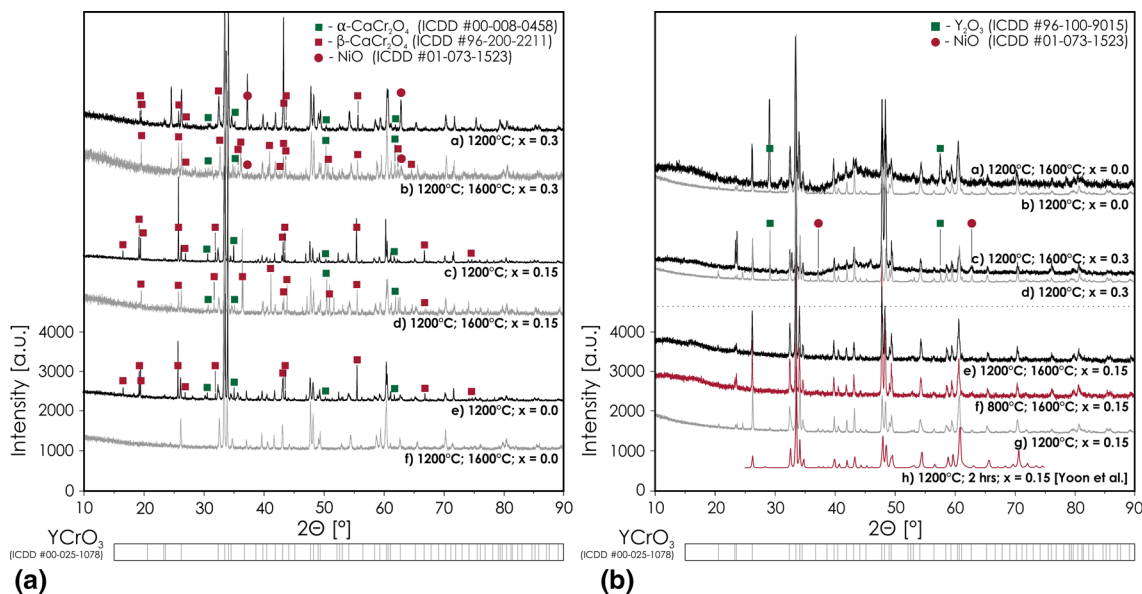 α-CaCr₂O₄ (ICDD #00-008-0458)
β-CaCr₂O₄ (ICDD #96-200-2211)
NiO (ICDD #01-073-1523)
a) 1200°C; x = 0.3
b) 1200°C; 1600°C; x = 0.3
c) 1200°C; x = 0.15
d) 1200°C; 1600°C; x = 0.15
e) 1200°C; x = 0.0
f) 1200°C; 1600°C; x = 0.0
Intensity [a.u.]
4000
3000
2000
1000
0
10 20 30 40 50 60 70 80 90
2Θ [°]
YCrO₃
(ICDD #00-025-1078)
(a)
Y₂O₃ (ICDD #96-100-9015)
NiO (ICDD #01-073-1523)
a) 1200°C; 1600°C; x = 0.0
b) 1200°C; x = 0.0
c) 1200°C; 1600°C; x = 0.3
d) 1200°C; x = 0.3
e) 1200°C; 1600°C; x = 0.15
f) 800°C; 1600°C; x = 0.15
g) 1200°C; x = 0.15
h) 1200°C; 2 hrs; x = 0.15 [Yoon et al.]
Intensity [a.u.]
4000
3000
2000
1000
0
10 20 30 40 50 60 70 80 90
2Θ [°]
YCrO₃
(ICDD #00-025-1078)
(b)